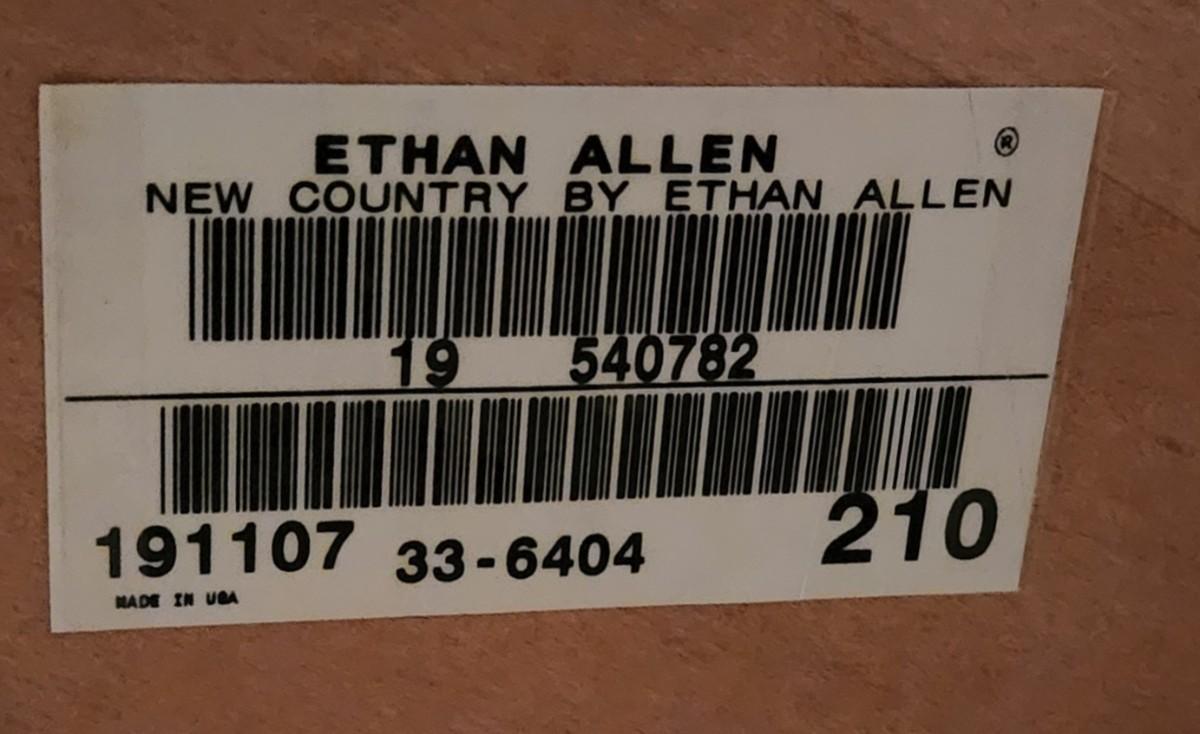 ETHAN ALLEN ®
NEW COUNTRY BY ETHAN ALLEN
19 540782
191107 33-6404 210
MADE IN USA